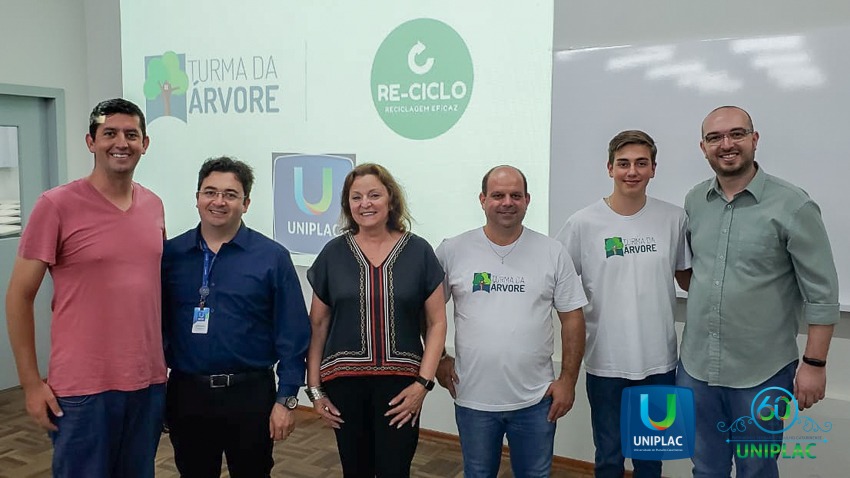 TURMA DA
ÁRVORE
RE-CICLO
RECICLAGEM EFICAZ
UNIPLAC
TURMA DA
ÁRVORE
TURMA DA
ÁRVORE
UNIPLAC
60
UNIPLAC